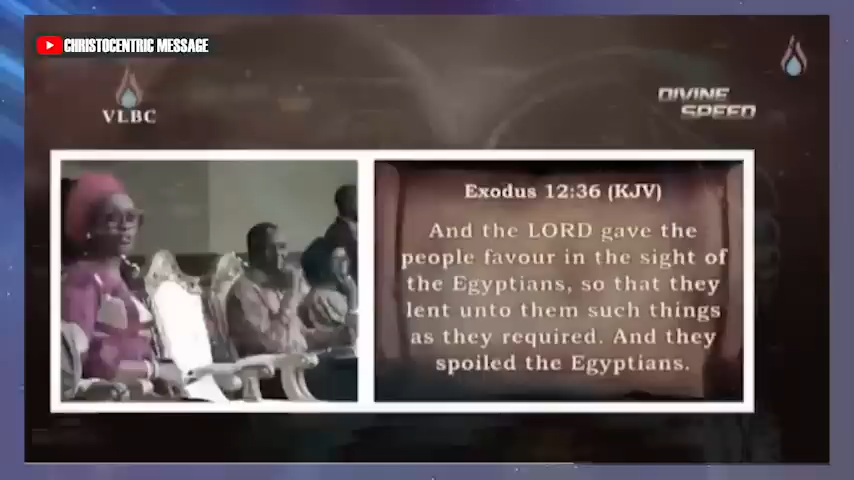 CHRISTOCENTRIC MESSAGE
VLBC
DIVINE
SPEED
Exodus 12:36 (KJV)
And the LORD gave the
people favour in the sight of
the Egyptians, so that they
lent unto them such things
as they required. And they
spoiled the Egyptians.